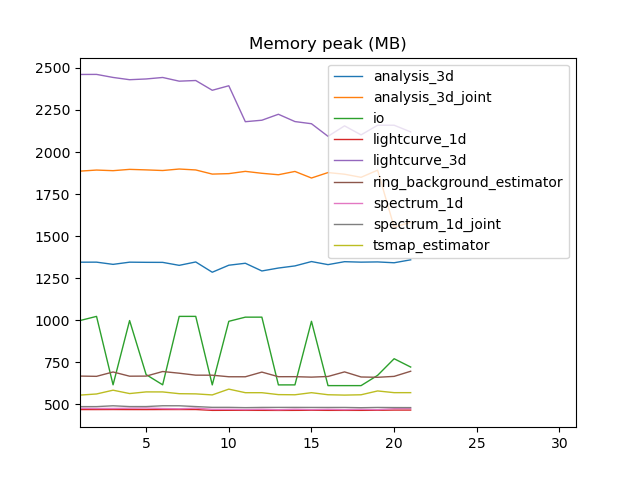 Memory peak (MB)
2500
2250
2000
1750
1500
1250
1000
750
500
analysis_3d
analysis_3d_joint
io
lightcurve_1d
lightcurve_3d
ring_background_estimator
spectrum_1d
spectrum_1d_joint
tsmap_estimator
5 10 15 20 25 30